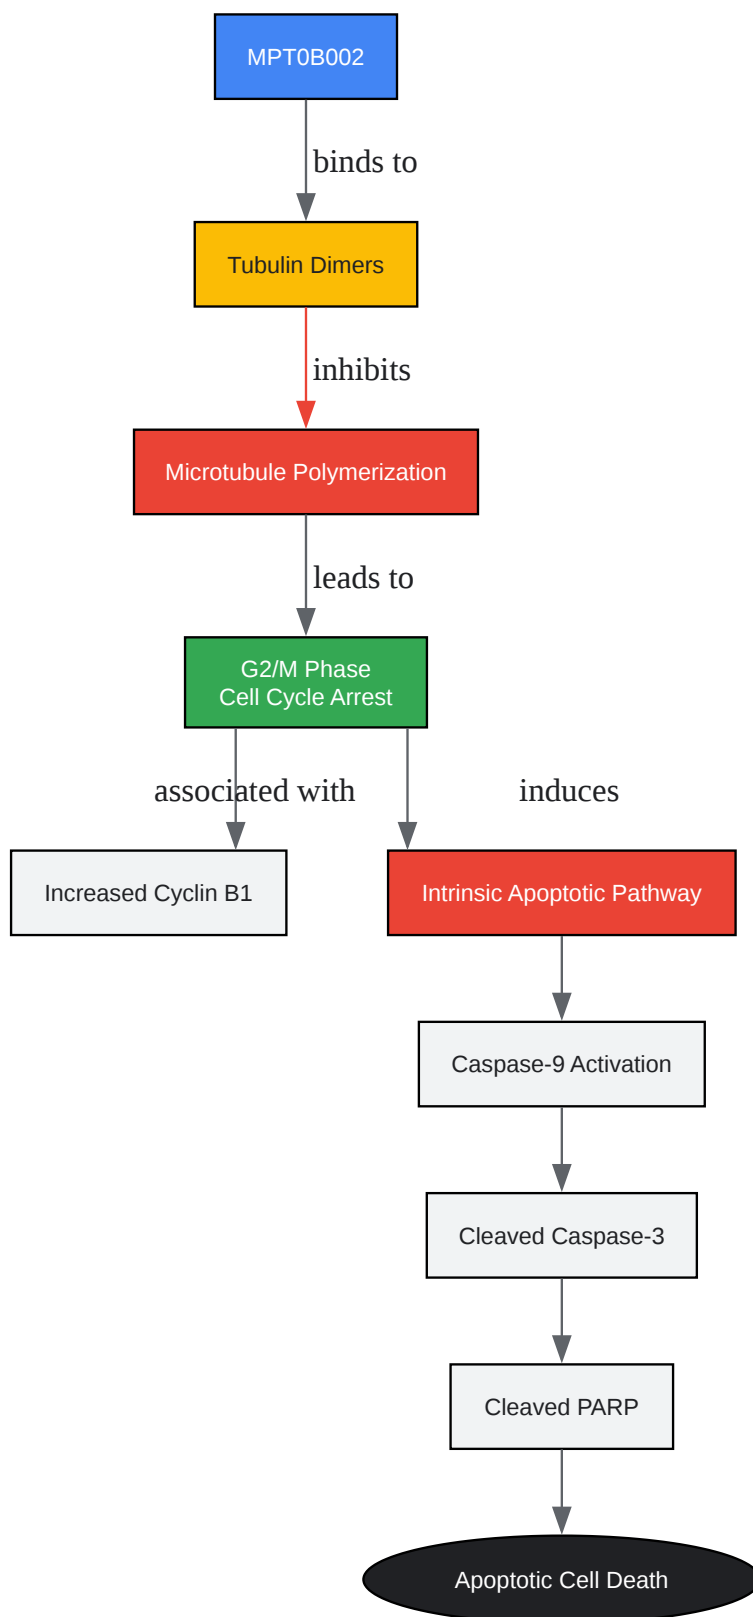 MPT0B002
binds to
Tubulin Dimers
inhibits
Microtubule Polymerization
leads to
G2/M Phase
Cell Cycle Arrest
associated with
induces
Increased Cyclin B1
Intrinsic Apoptotic Pathway
Caspase-9 Activation
Cleaved Caspase-3
Cleaved PARP
Apoptotic Cell Death